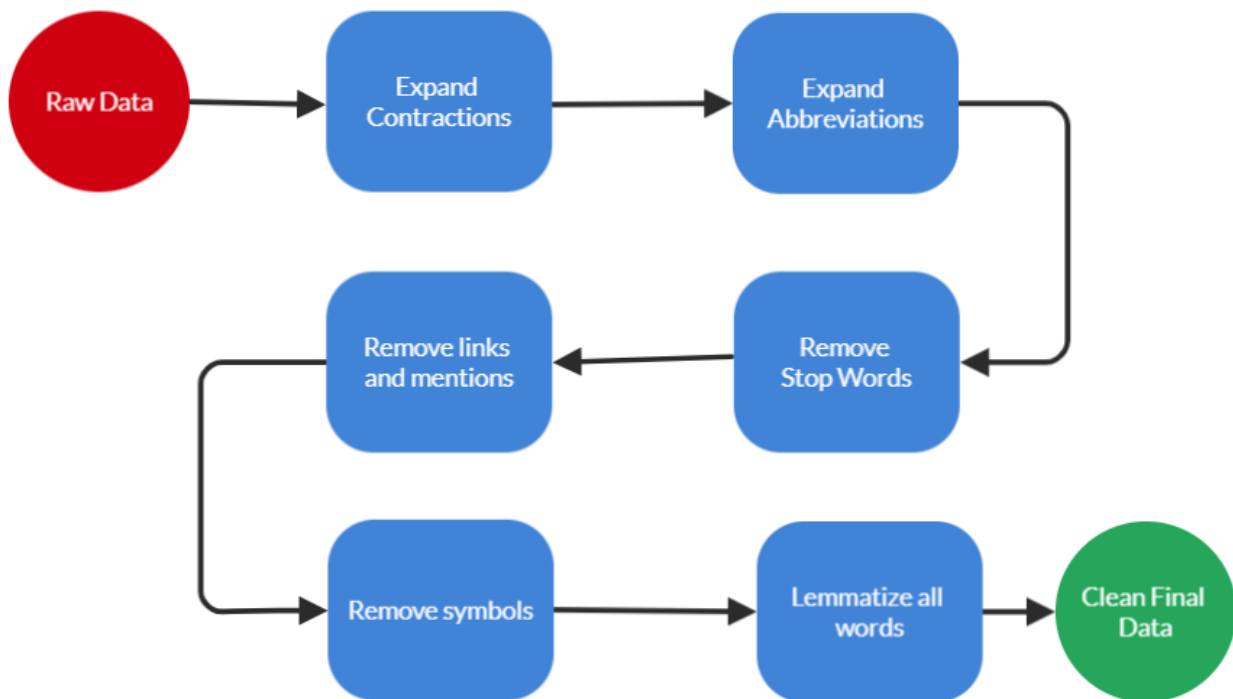 Raw Data
Expand
Contractions
Expand
Abbreviations
Remove
Stop Words
Remove links
and mentions
Remove symbols
Lemmatize all
words
Clean Final
Data